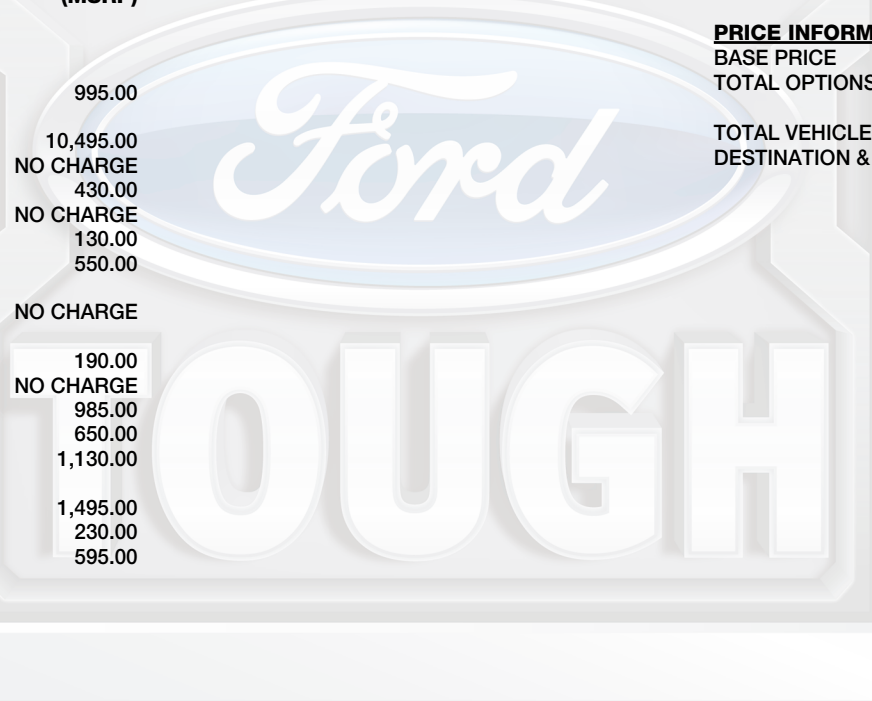 (MSRP)
995.00
10,495.00
NO CHARGE
430.00
NO CHARGE
130.00
550.00
NO CHARGE
190.00
NO CHARGE
985.00
650.00
1,130.00
1,495.00
230.00
595.00
PRICE INFORM
BASE PRICE
TOTAL OPTIONS
TOTAL VEHICLE
DESTINATION &
Ford
TOUGH